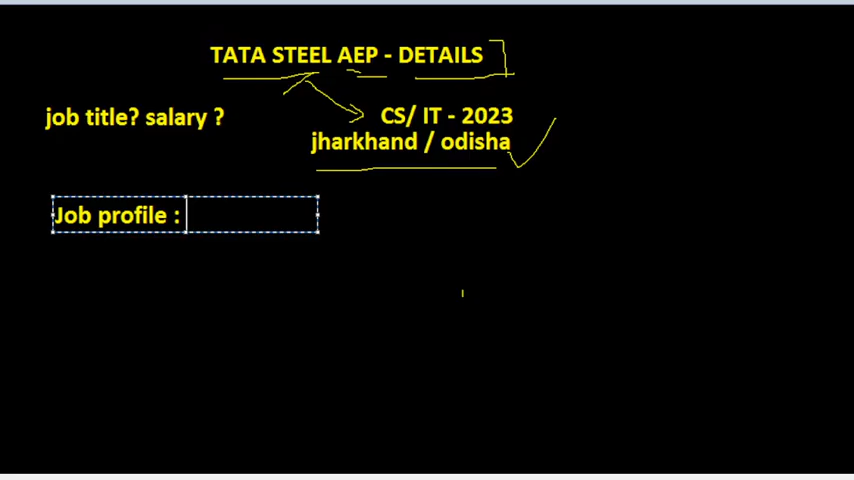 TATA STEEL AEP - DETAILS
job title? salary ?
CS/ IT - 2023
jharkhand / odisha
Job profile :